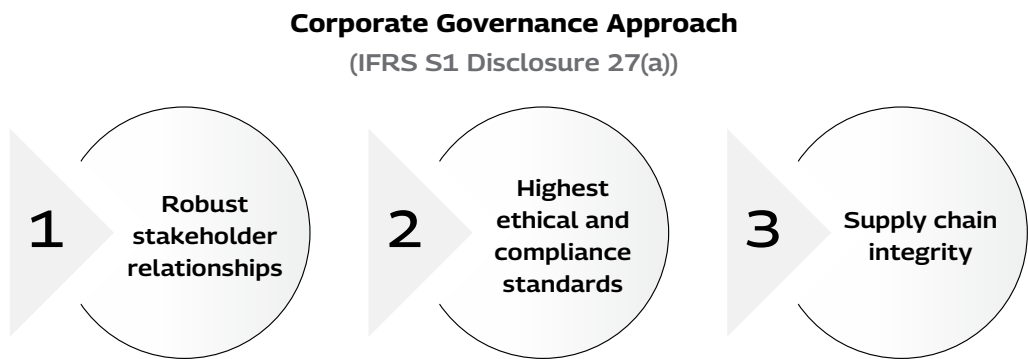 Corporate Governance Approach
(IFRS S1 Disclosure 27(a))
1
Robust
stakeholder
relationships
2
Highest
ethical and
compliance
standards
3
Supply chain
integrity